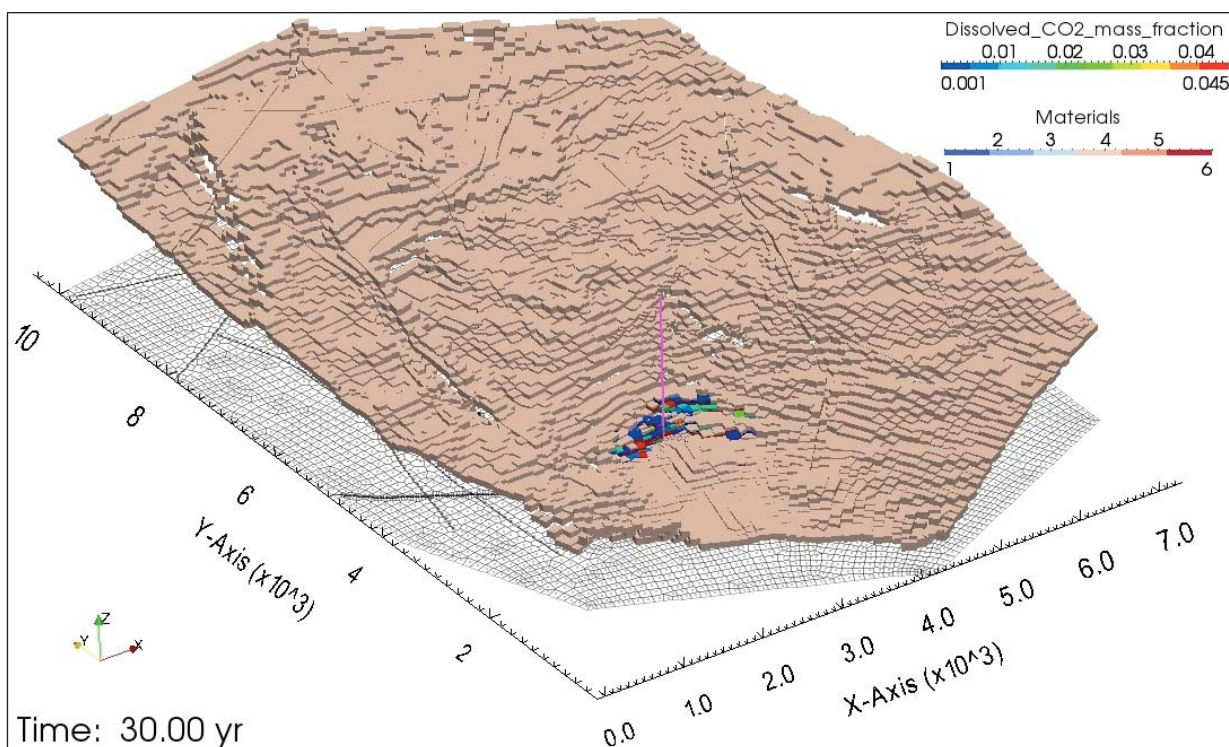 Dissolved_CO2_mass_fraction
0.01 0.02 0.03 0.04
0.001 0.045
Materials
2 3 4 5
1 6
10
8
6
4
2
Y-Axis (x10^3)
0.0 1.0 2.0 3.0 4.0 5.0 6.0 7.0
X-Axis (x10^3)
Z
Y X
Time: 30.00 yr